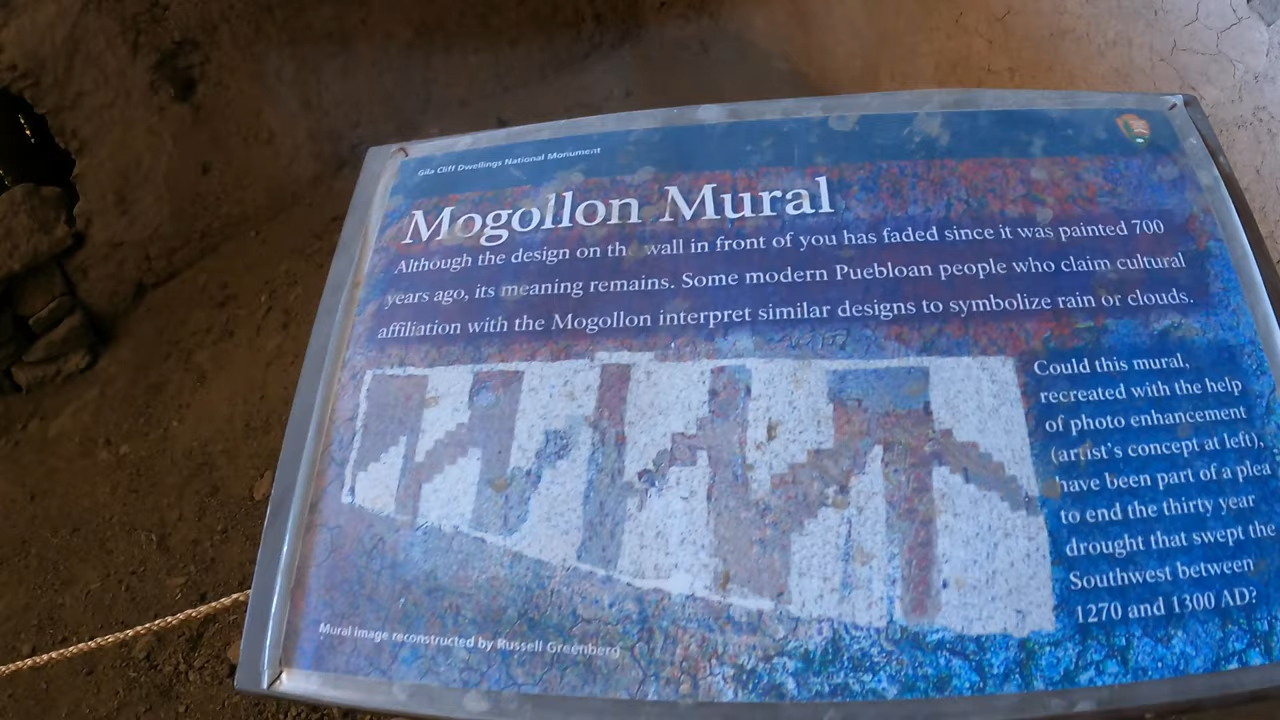 Gila Cliff Dwellings National Monument
Mogollon Mural
Although the design on th wall in front of you has faded since it was painted 700
years ago, its meaning remains. Some modern Puebloan people who claim cultural
affiliation with the Mogollon interpret similar designs to symbolize rain or clouds.
Could this mural,
recreated with the help
of photo enhancement
(artist's concept at left),
have been part of a plea
to end the thirty year
drought that swept the
Southwest between
1270 and 1300 AD?
Mural image reconstructed by Russell Greenberg